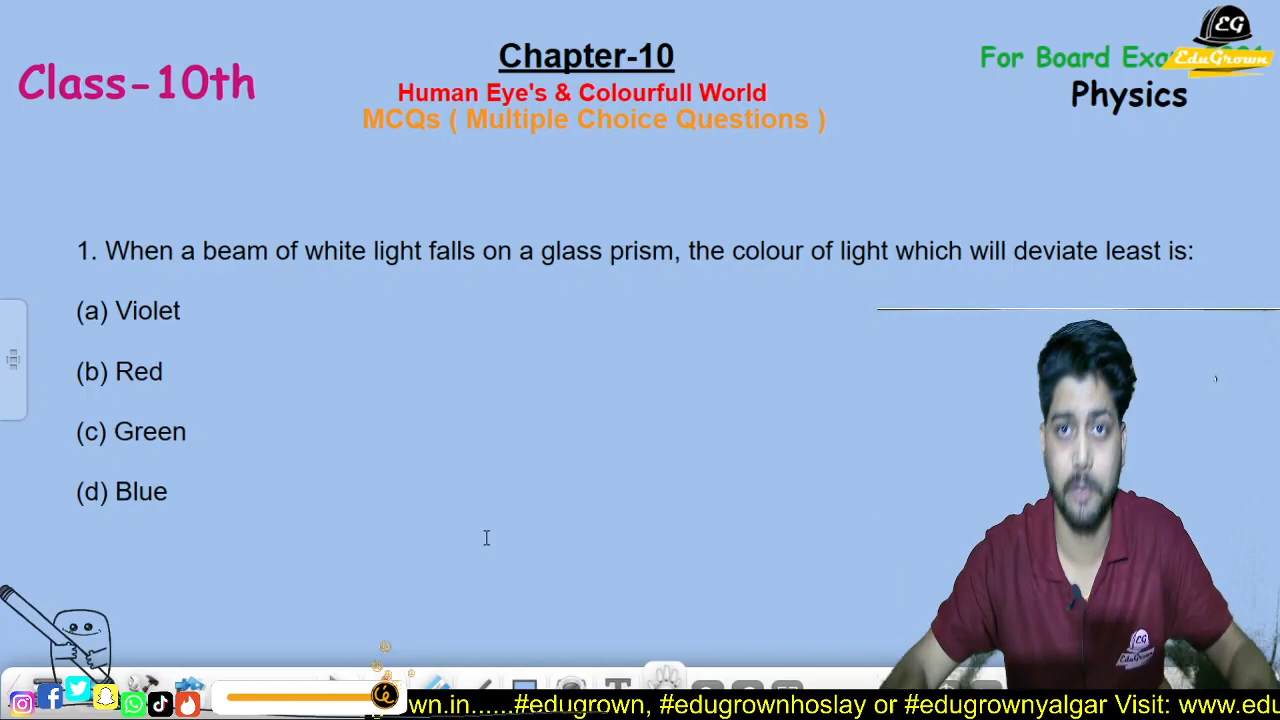 Class-10th
Chapter-10
Human Eye's & Colourfull World
MCQs ( Multiple Choice Questions )
For Board
Physics
EG
EduGrown
1. When a beam of white light falls on a glass prism, the colour of light which will deviate least is:
(a) Violet
(b) Red
(c) Green
(d) Blue
EduGrown
wn.in......#edugrown, #edugrownhoslay or #edugrownyalgar Visit: www.edu